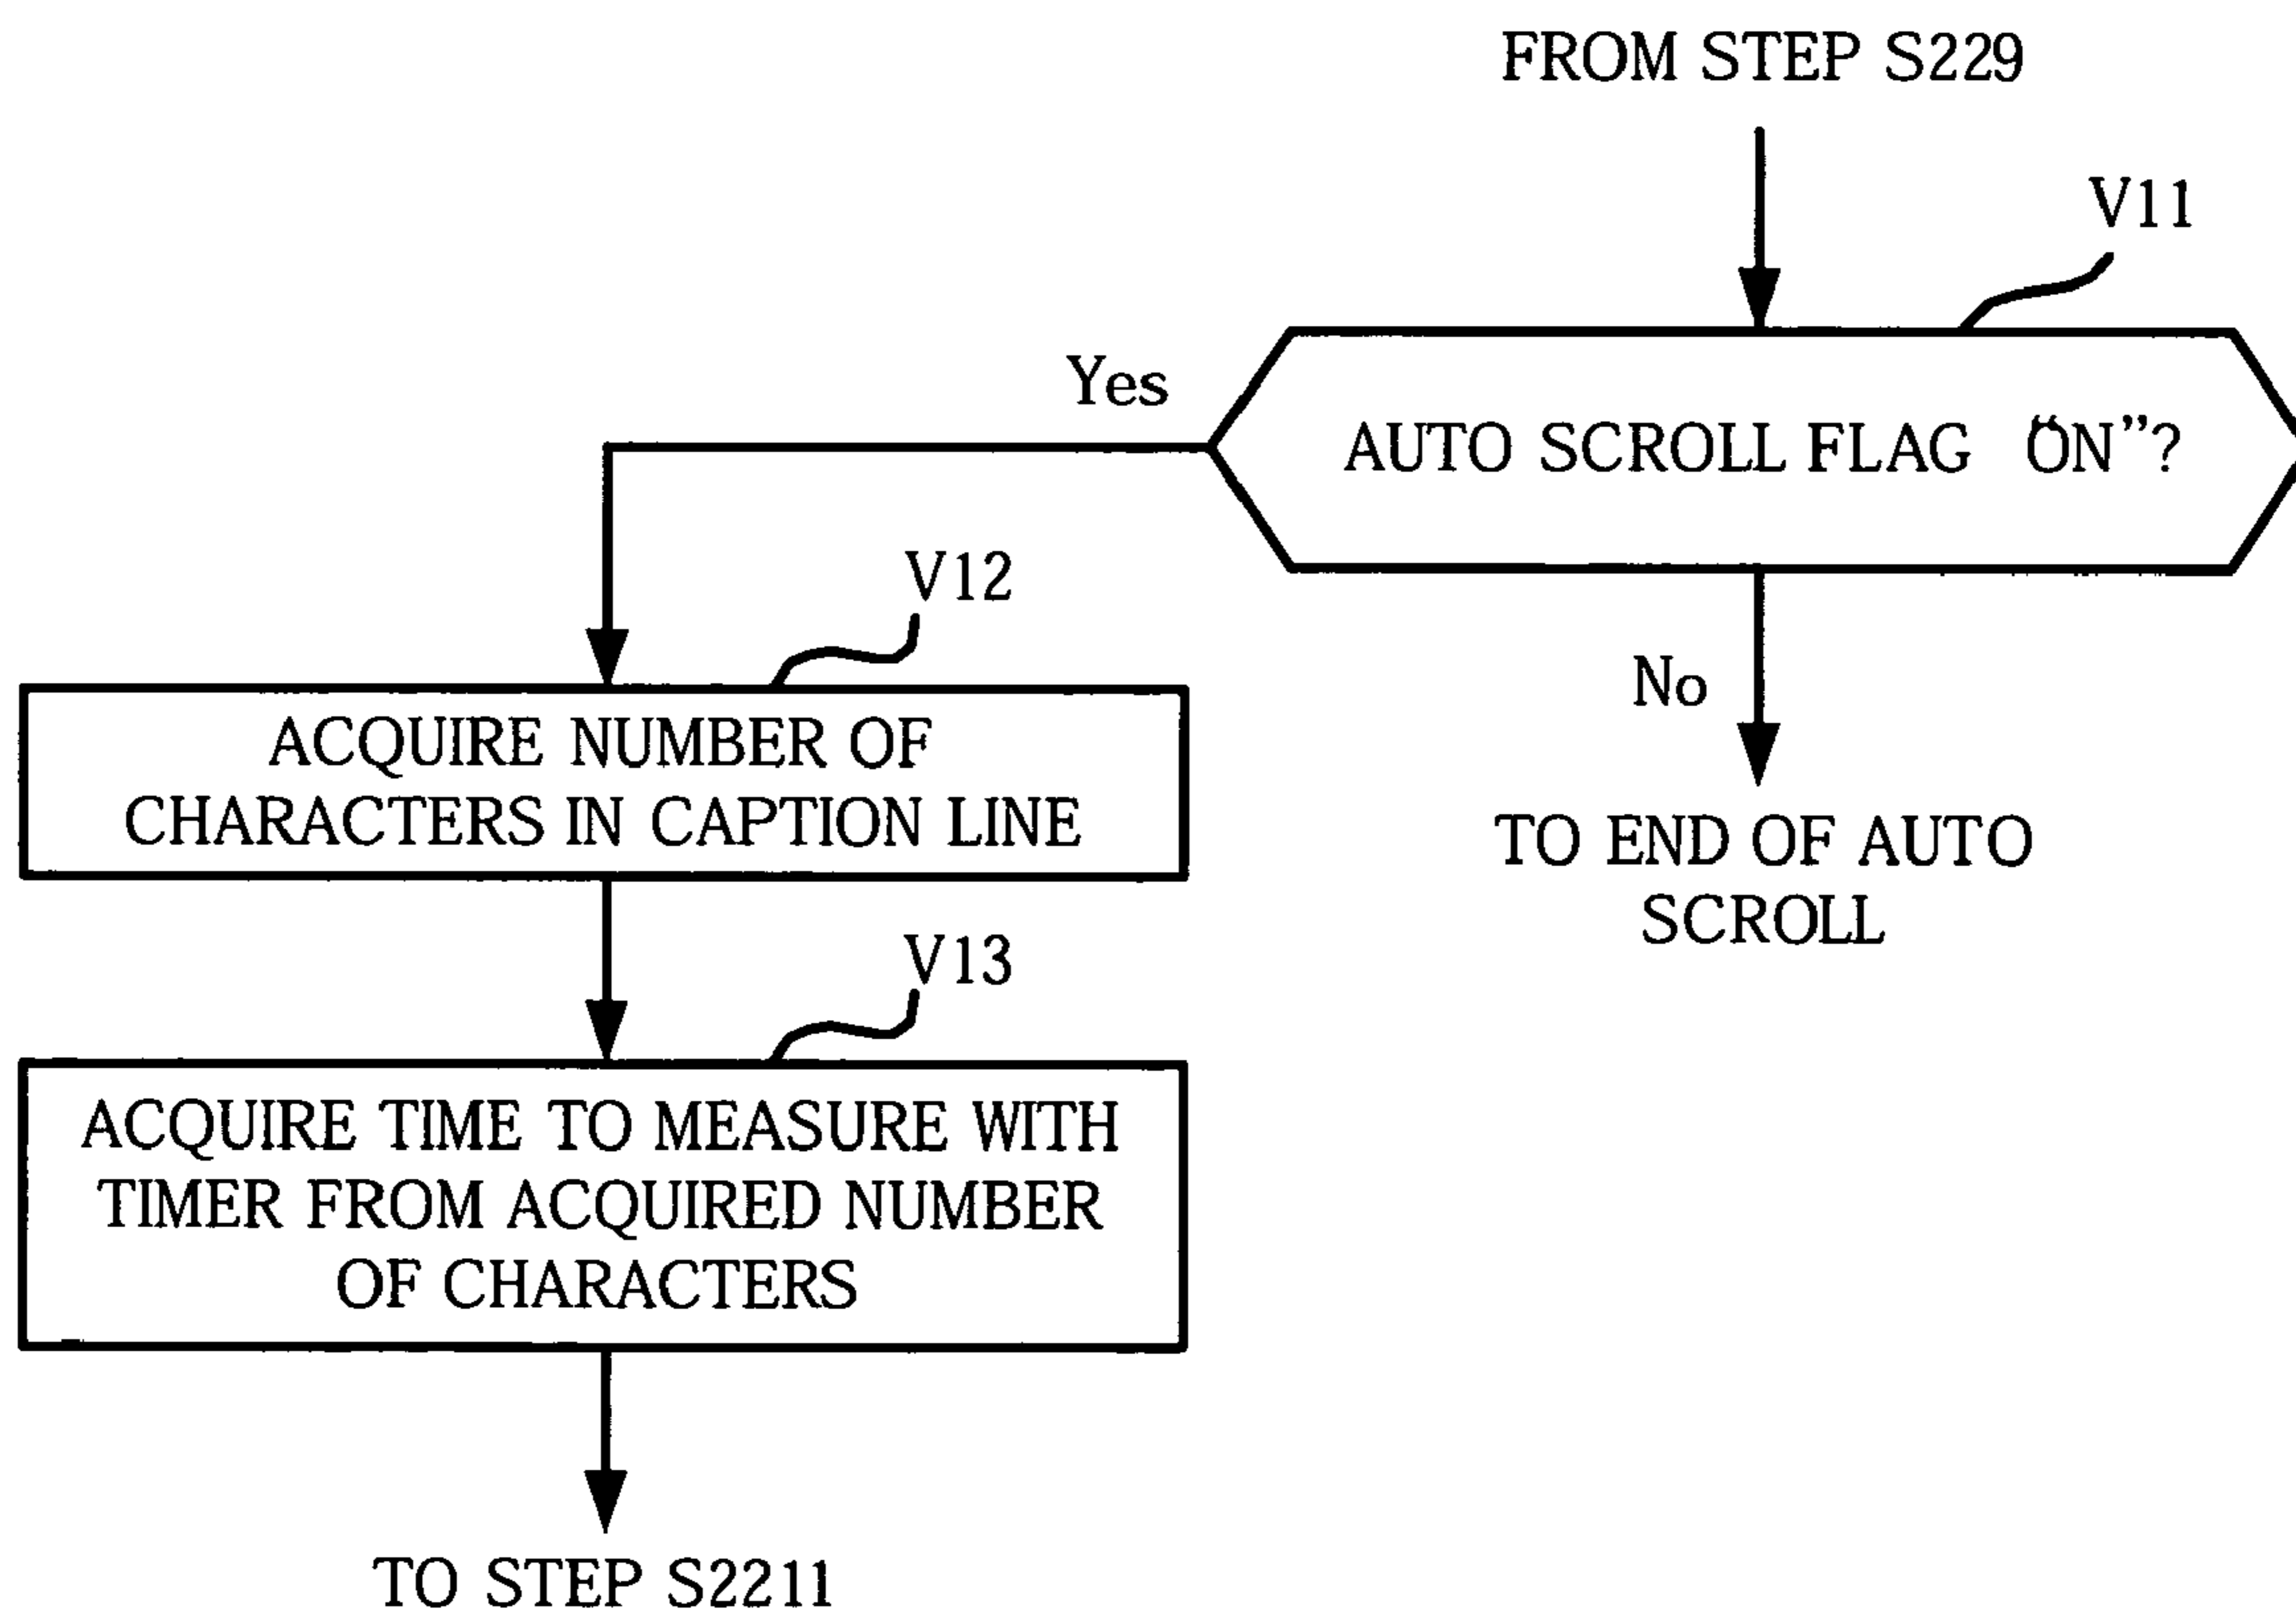 FROM STEP S229
V11
Yes
AUTO SCROLL FLAG “ON”?
V12
No
ACQUIRE NUMBER OF
CHARACTERS IN CAPTION LINE
TO END OF AUTO
SCROLL
V13
ACQUIRE TIME TO MEASURE WITH
TIMER FROM ACQUIRED NUMBER
OF CHARACTERS
TO STEP S2211